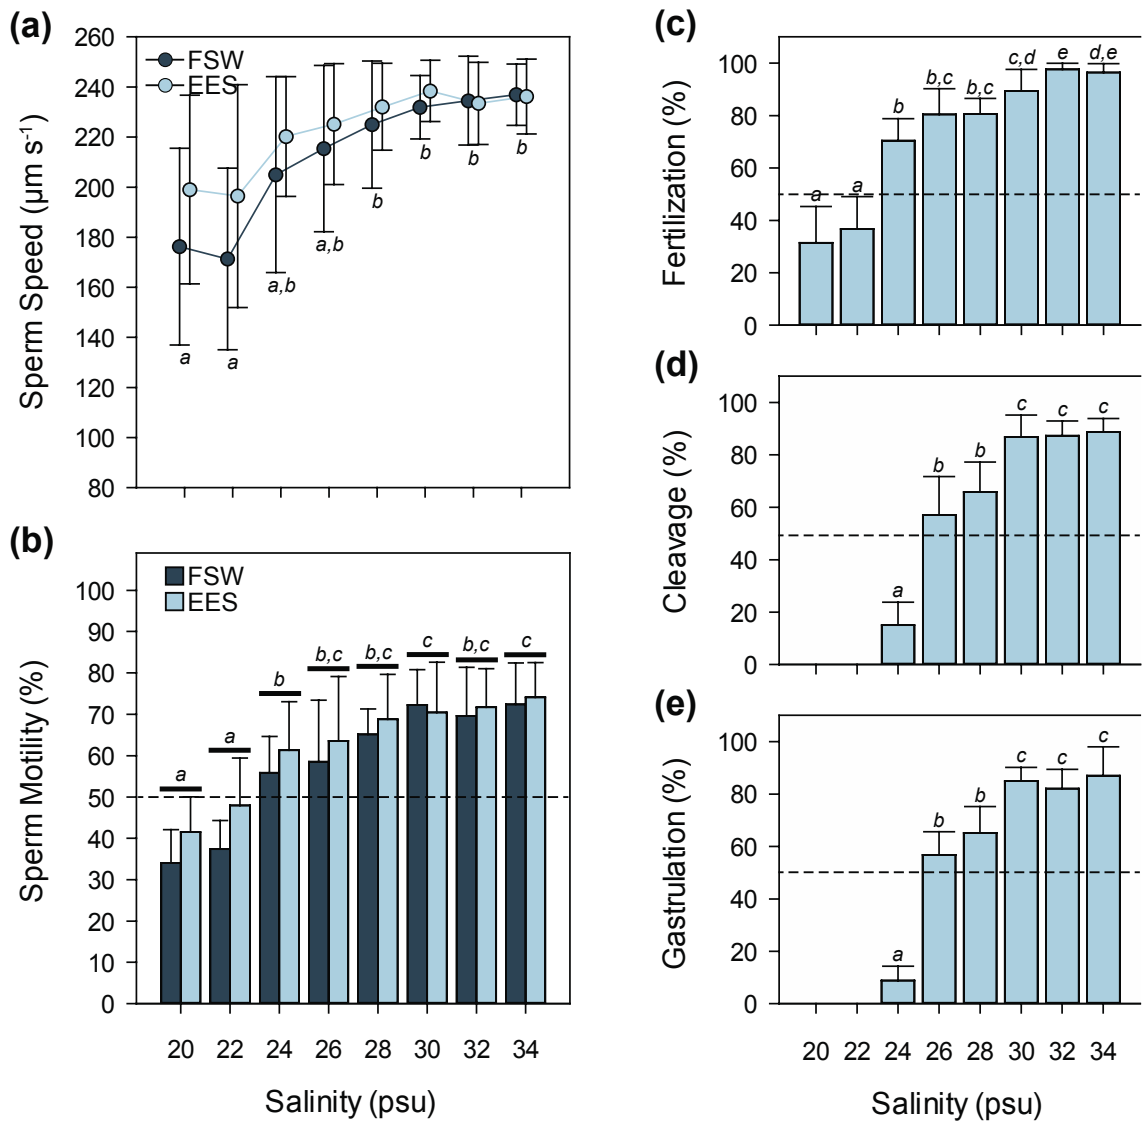 (a)
260
240
220
200
180
160
140
120
100
80
Sperm Speed (µm s-1)
FSW
EES
a
a
a,b
a,b
b
b
b
b
(b)
100
90
80
70
60
50
40
30
20
10
0
Sperm Motility (%)
FSW
EES
a
a
b
b,c
b,c
c
b,c
c
20 22 24 26 28 30 32 34
Salinity (psu)
(c)
100
80
60
40
20
0
Fertilization (%)
a
a
b
b,c
b,c
c,d
e
d,e
(d)
100
80
60
40
20
0
Cleavage (%)
a
b
b
c
c
c
(e)
100
80
60
40
20
0
Gastrulation (%)
a
b
b
c
c
c
20 22 24 26 28 30 32 34
Salinity (psu)